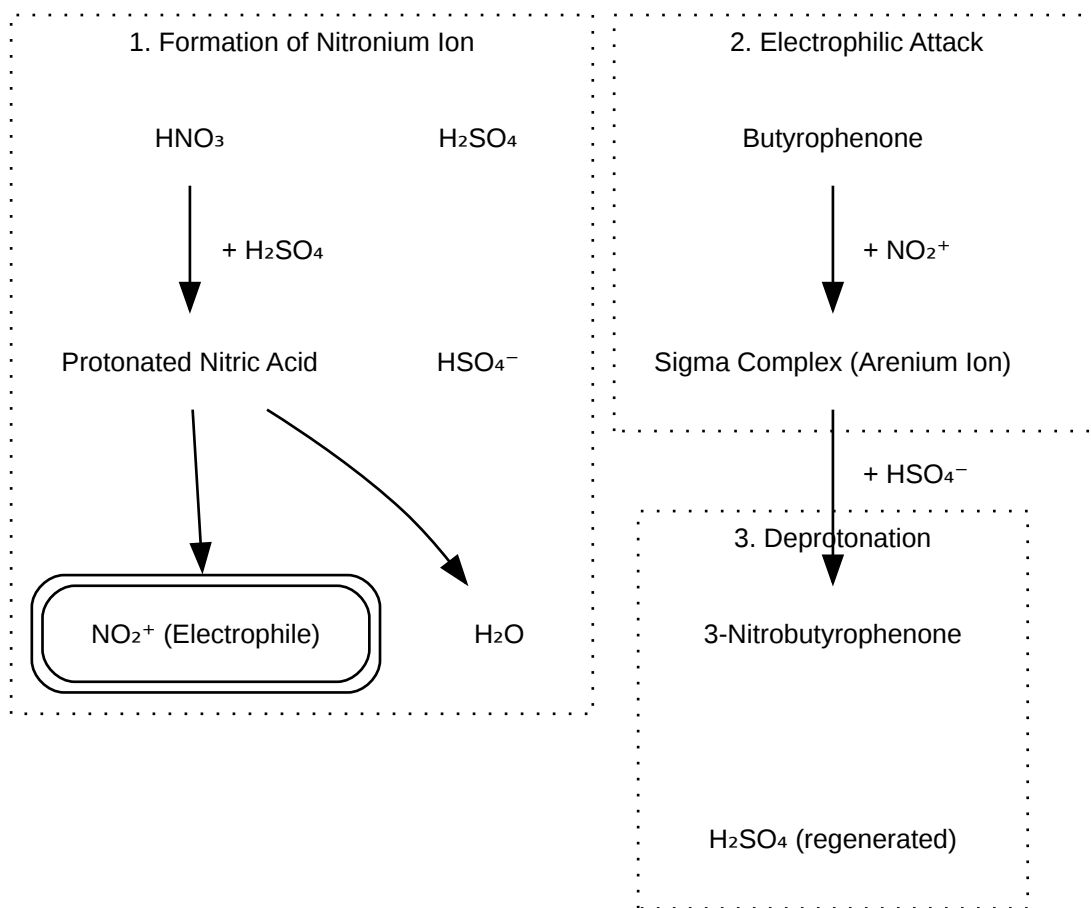 1. Formation of Nitronium Ion
HNO₃
H₂SO₄
+ H₂SO₄
Protonated Nitric Acid
HSO₄⁻
NO₂⁺ (Electrophile)
H₂O
2. Electrophilic Attack
Butyrophenone
+ NO₂⁺
Sigma Complex (Arenium Ion)
+ HSO₄⁻
3. Deprotonation
3-Nitrobutyrophenone
H₂SO₄ (regenerated)